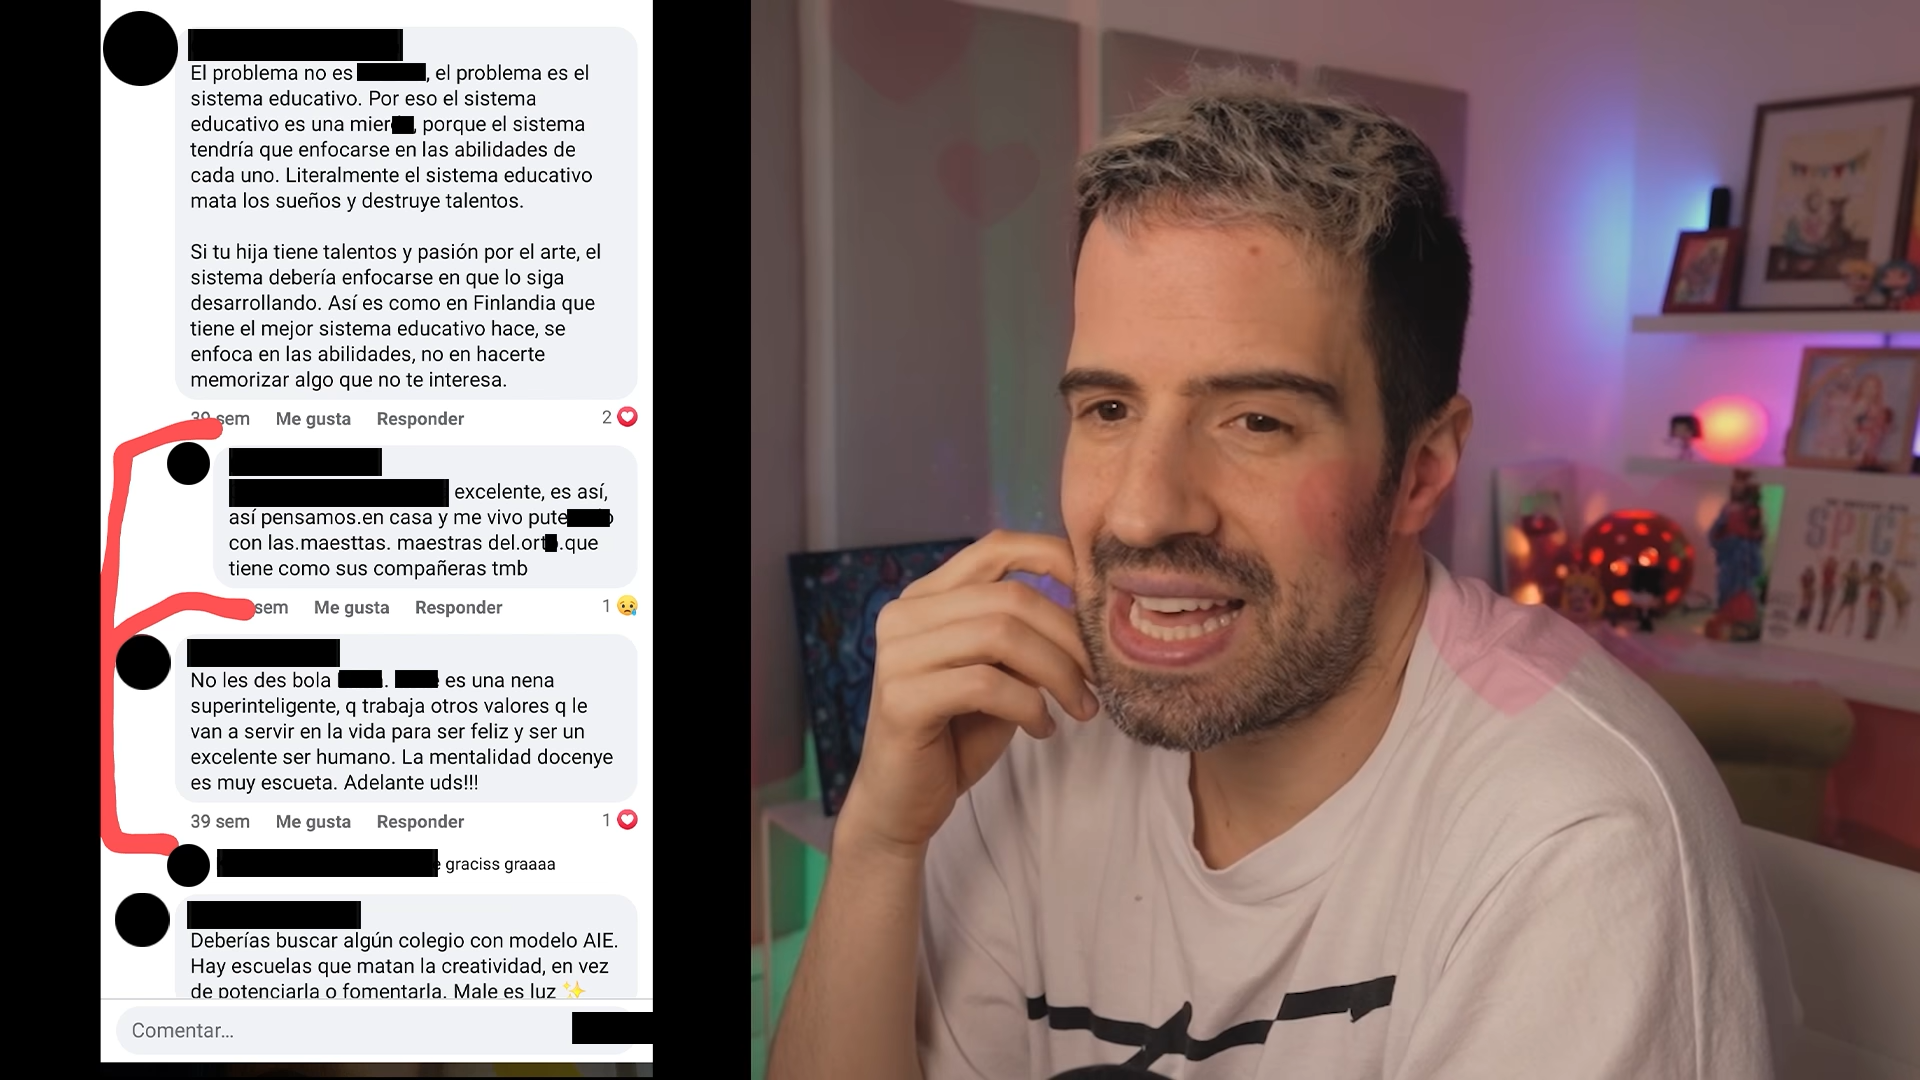 El problema no es , el problema es el
sistema educativo. Por eso el sistema
educativo es una mier , porque el sistema
tendría que enfocarse en las abilidades de
cada uno. Literalmente el sistema educativo
mata los sueños y destruye talentos.
Si tu hija tiene talentos y pasión por el arte, el
sistema debería enfocarse en que lo siga
desarrollando. Así es como en Finlandia que
tiene el mejor sistema educativo hace, se
enfoca en las abilidades, no en hacerte
memorizar algo que no te interesa.
39 sem Me gusta Responder 2
excelente, es así,
así pensamos.en casa y me vivo pute
con las.maesttas. maestras del.ort .que
tiene como sus compañeras tmb
sem Me gusta Responder 1
No les des bola . es una nena
superinteligente, q trabaja otros valores q le
van a servir en la vida para ser feliz y ser un
excelente ser humano. La mentalidad docenye
es muy escueta. Adelante uds!!!
39 sem Me gusta Responder 1
graciss graaaa
Deberías buscar algún colegio con modelo AIE.
Hay escuelas que matan la creatividad, en vez
de potenciarla o fomentarla. Male es luz ✨
Comentar...
SPICE